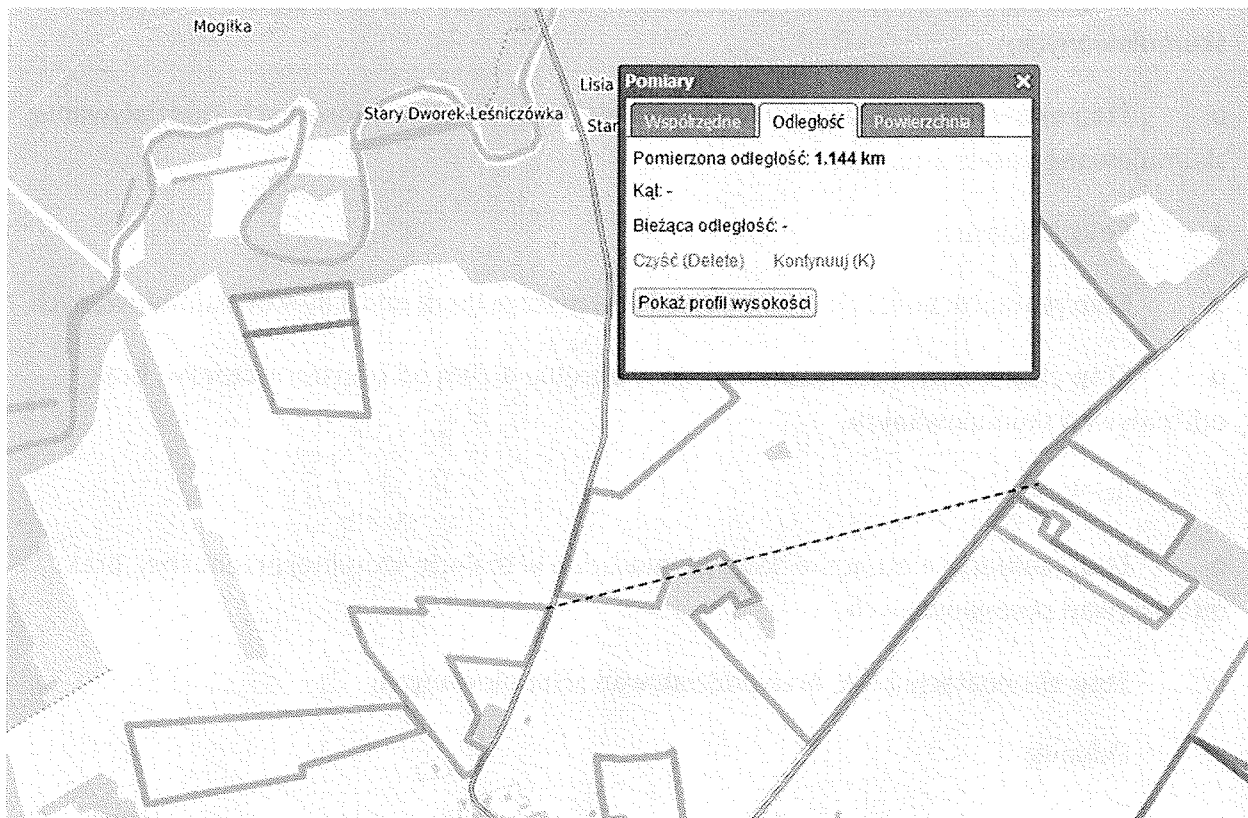 Mogiłka
Lisia
Stary Dworek-Leśniczówka
Star
Pomiary
Współrzędne Odległość Powierzchnia
Pomierzona odległość: 1.144 km
Kąt: -
Bieżąca odległość: -
Czyść (Delete) Kontynuuj (K)
Pokaż profil wysokości